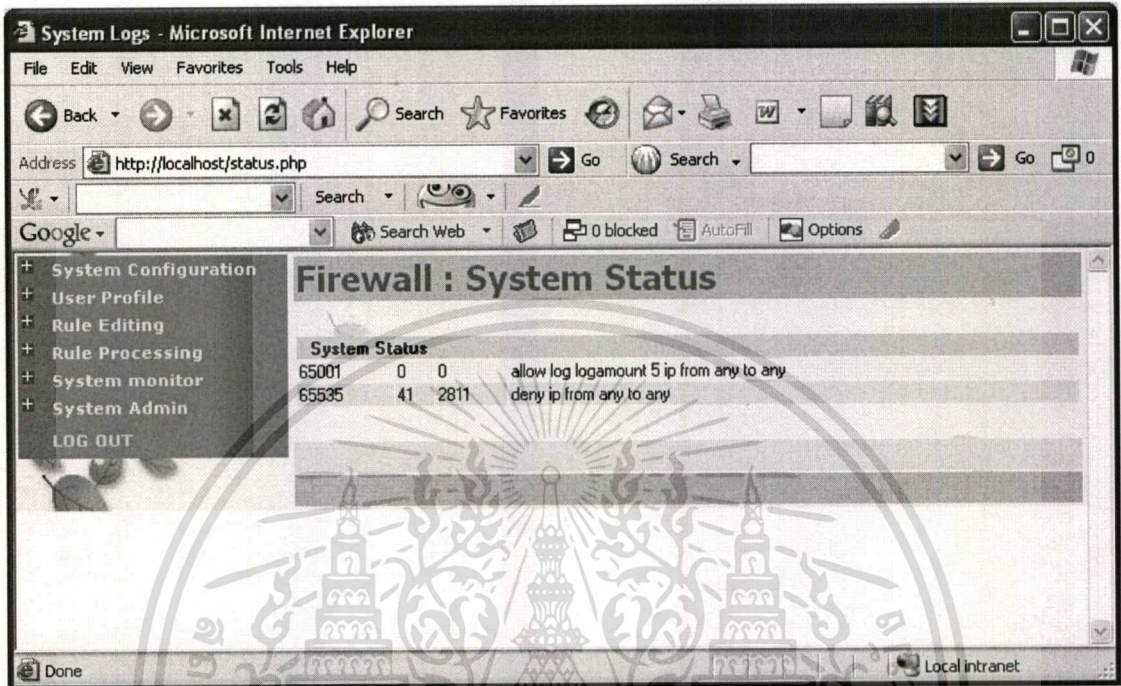 System Logs - Microsoft Internet Explorer
File Edit View Favorites Tools Help
Back Search Favorites
Address http://localhost/status.php Go Search Go 0
Search
Google Search Web 0 blocked AutoFill Options
System Configuration
User Profile
Rule Editing
Rule Processing
System monitor
System Admin
LOG OUT
Firewall : System Status
System Status
65001 0 0 allow log logamount 5 ip from any to any
65535 41 2811 deny ip from any to any
Done Local intranet